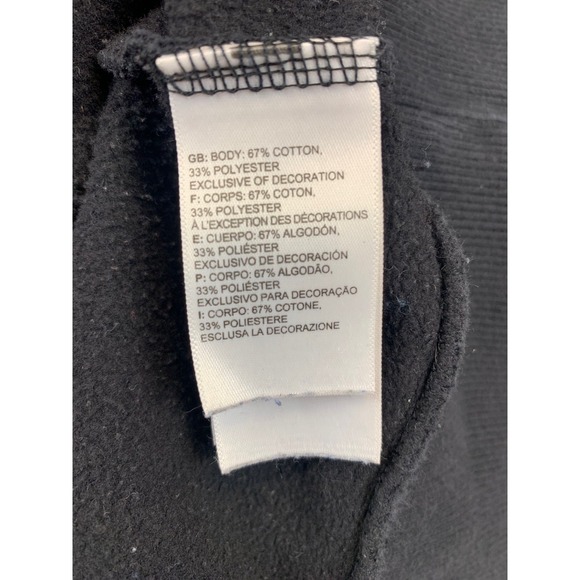 GB: BODY: 67% COTTON,
33% POLYESTER
EXCLUSIVE OF DECORATION
F: CORPS: 67% COTON,
33% POLYESTER
À L'EXCEPTION DES DÉCORATIONS
E: CUERPO: 67% ALGODÓN,
33% POLIÉSTER
EXCLUSIVO DE DECORACIÓN
P: CORPO: 67% ALGODÃO,
33% POLIÉSTER
EXCLUSIVO PARA DECORAÇÃO
I: CORPO: 67% COTONE,
33% POLIESTERE
ESCLUSA LA DECORAZIONE